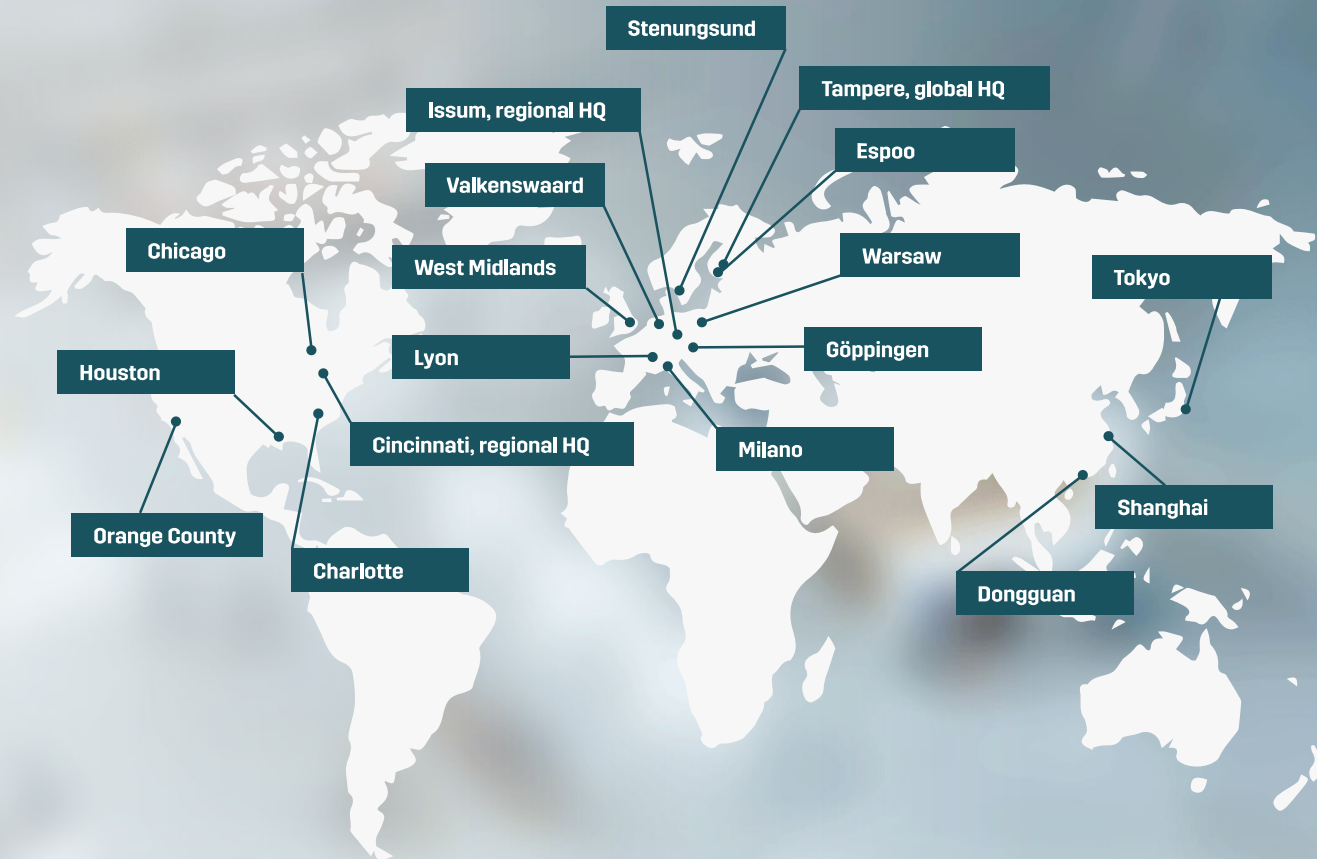 Stenungsund
Tampere, global HQ
Issum, regional HQ
Espoo
Valkenswaard
Chicago
West Midlands
Warsaw
Tokyo
Lyon
Göppingen
Houston
Cincinnati, regional HQ
Milano
Shanghai
Orange County
Charlotte
Dongguan